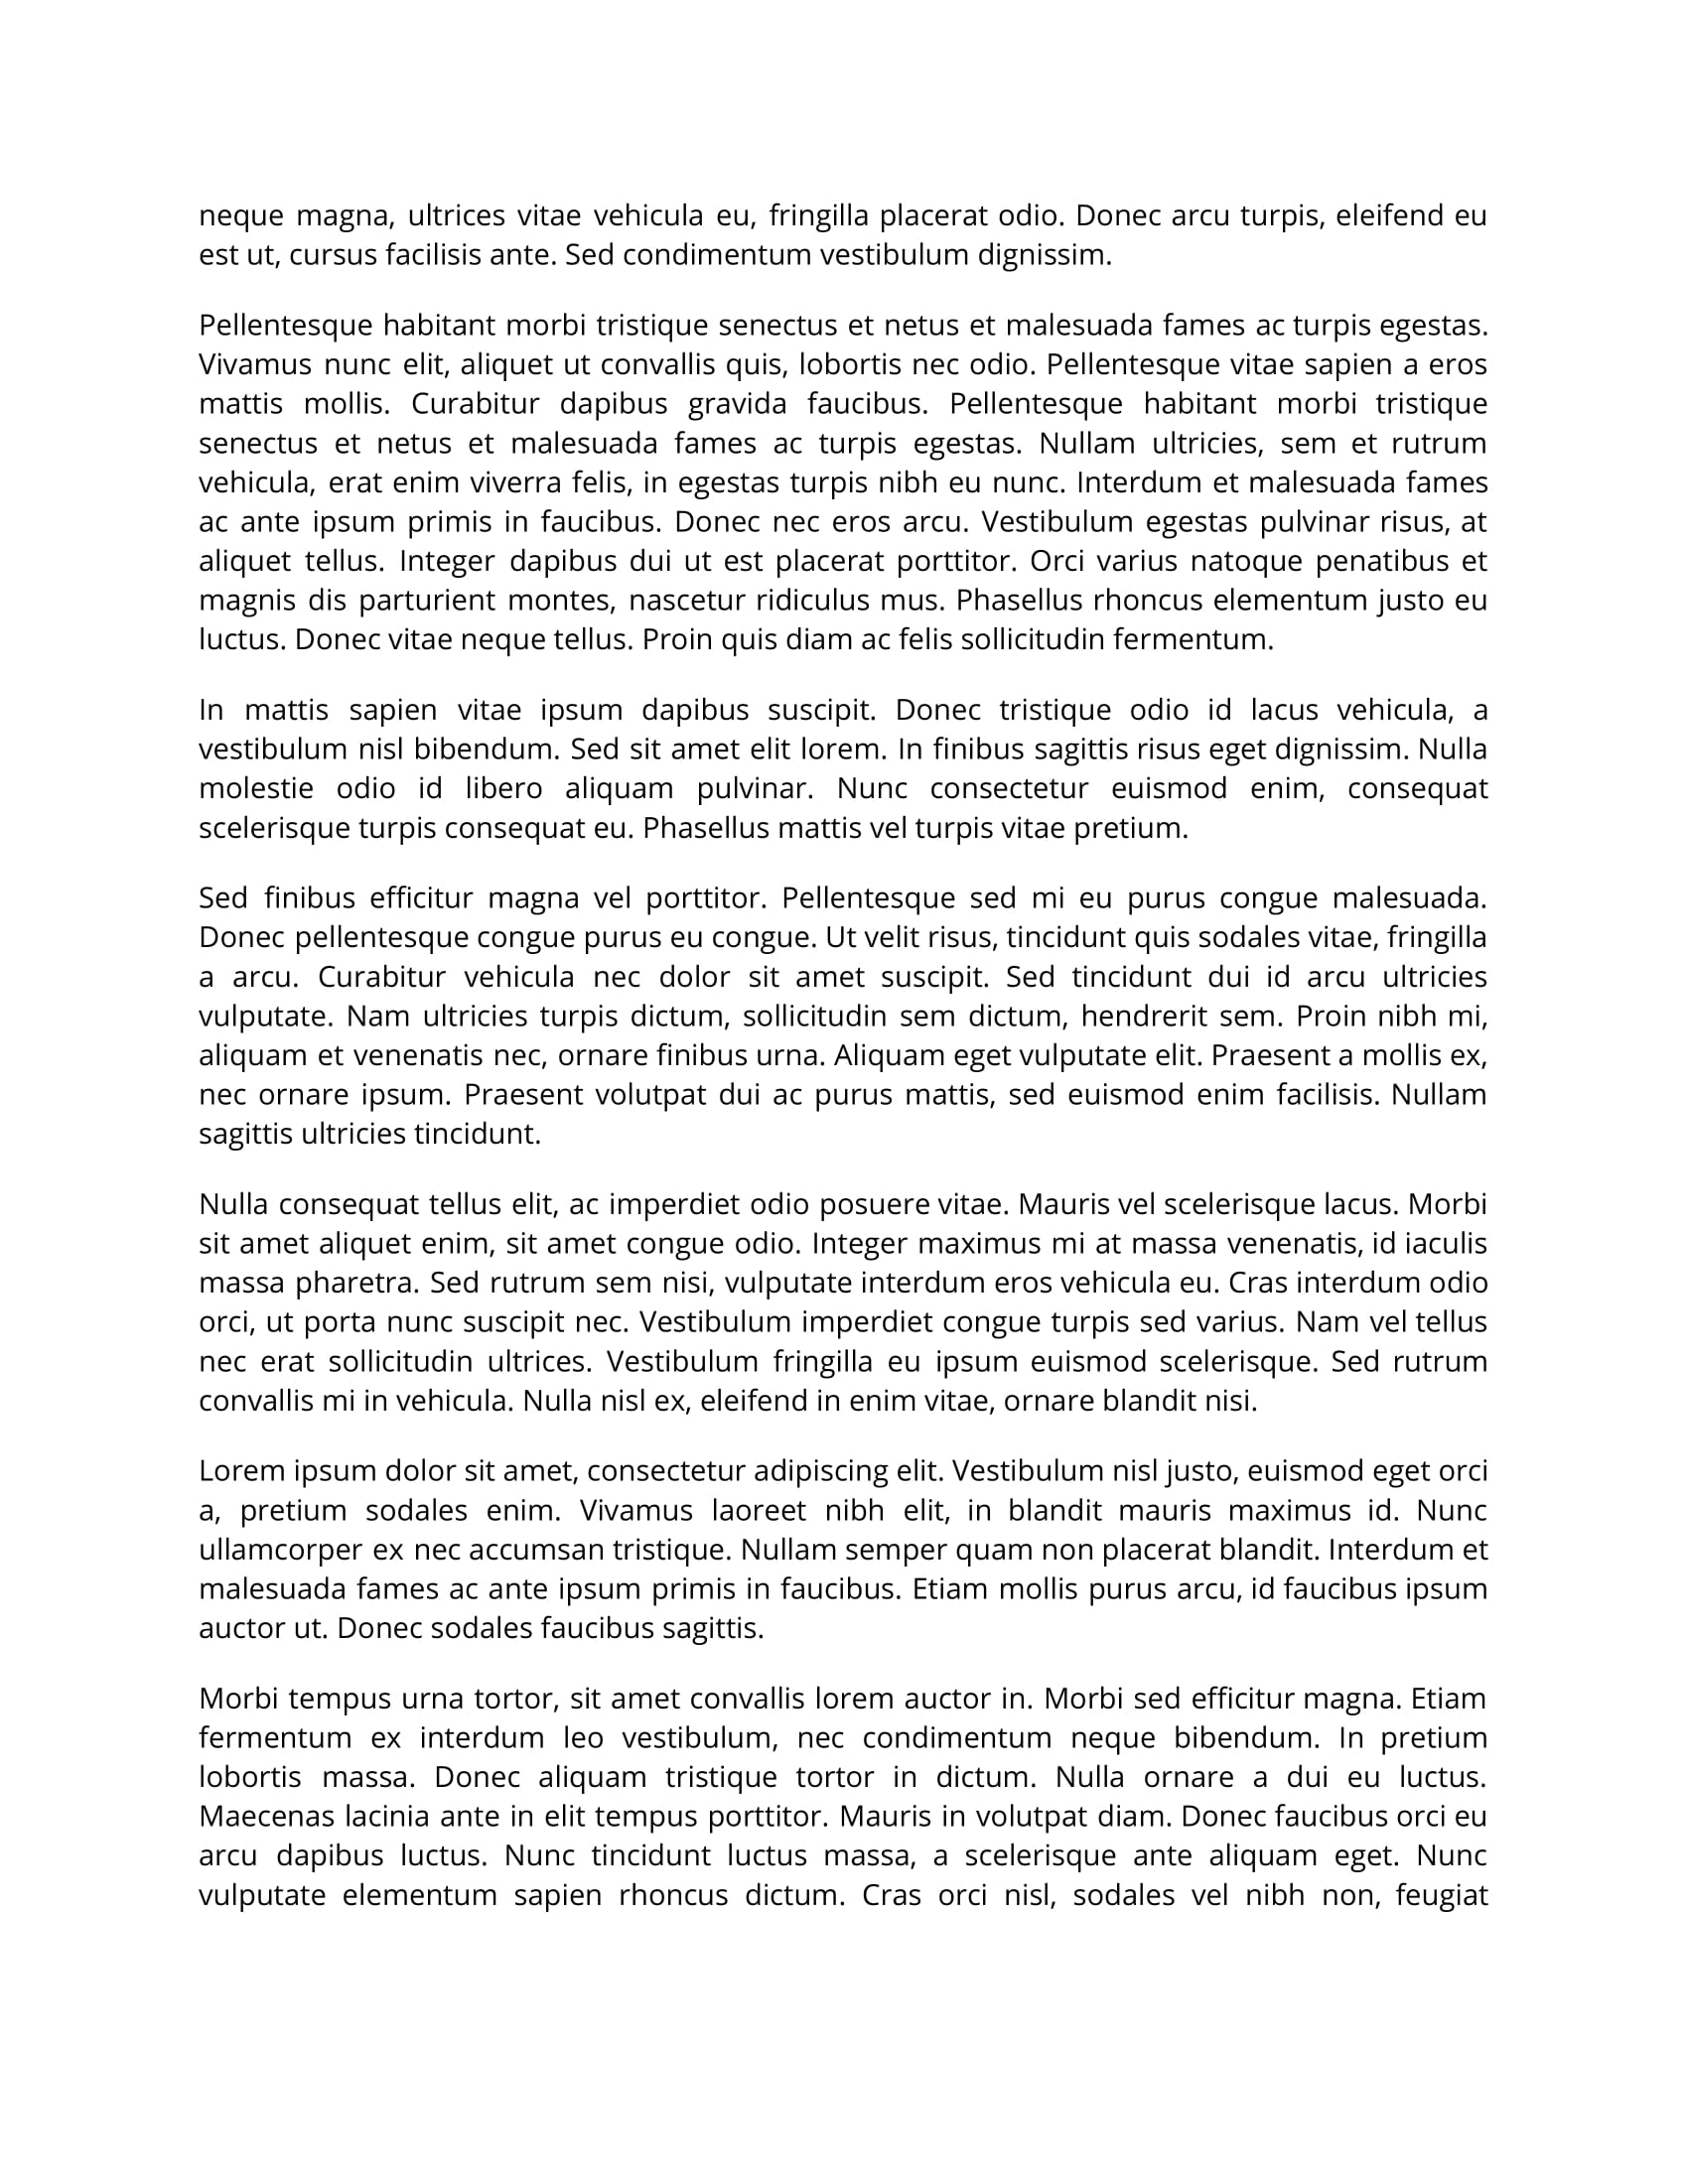 neque magna, ultrices vitae vehicula eu, fringilla placerat odio. Donec arcu turpis, eleifend eu
est ut, cursus facilisis ante. Sed condimentum vestibulum dignissim.
Pellentesque habitant morbi tristique senectus et netus et malesuada fames ac turpis egestas.
Vivamus nunc elit, aliquet ut convallis quis, lobortis nec odio. Pellentesque vitae sapien a eros
mattis mollis. Curabitur dapibus gravida faucibus. Pellentesque habitant morbi tristique
senectus et netus et malesuada fames ac turpis egestas. Nullam ultricies, sem et rutrum
vehicula, erat enim viverra felis, in egestas turpis nibh eu nunc. Interdum et malesuada fames
ac ante ipsum primis in faucibus. Donec nec eros arcu. Vestibulum egestas pulvinar risus, at
aliquet tellus. Integer dapibus dui ut est placerat porttitor. Orci varius natoque penatibus et
magnis dis parturient montes, nascetur ridiculus mus. Phasellus rhoncus elementum justo eu
luctus. Donec vitae neque tellus. Proin quis diam ac felis sollicitudin fermentum.
In mattis sapien vitae ipsum dapibus suscipit. Donec tristique odio id lacus vehicula, a
vestibulum nisl bibendum. Sed sit amet elit lorem. In finibus sagittis risus eget dignissim. Nulla
molestie odio id libero aliquam pulvinar. Nunc consectetur euismod enim, consequat
scelerisque turpis consequat eu. Phasellus mattis vel turpis vitae pretium.
Sed finibus efficitur magna vel porttitor. Pellentesque sed mi eu purus congue malesuada.
Donec pellentesque congue purus eu congue. Ut velit risus, tincidunt quis sodales vitae, fringilla
a arcu. Curabitur vehicula nec dolor sit amet suscipit. Sed tincidunt dui id arcu ultricies
vulputate. Nam ultricies turpis dictum, sollicitudin sem dictum, hendrerit sem. Proin nibh mi,
aliquam et venenatis nec, ornare finibus urna. Aliquam eget vulputate elit. Praesent a mollis ex,
nec ornare ipsum. Praesent volutpat dui ac purus mattis, sed euismod enim facilisis. Nullam
sagittis ultricies tincidunt.
Nulla consequat tellus elit, ac imperdiet odio posuere vitae. Mauris vel scelerisque lacus. Morbi
sit amet aliquet enim, sit amet congue odio. Integer maximus mi at massa venenatis, id iaculis
massa pharetra. Sed rutrum sem nisi, vulputate interdum eros vehicula eu. Cras interdum odio
orci, ut porta nunc suscipit nec. Vestibulum imperdiet congue turpis sed varius. Nam vel tellus
nec erat sollicitudin ultrices. Vestibulum fringilla eu ipsum euismod scelerisque. Sed rutrum
convallis mi in vehicula. Nulla nisl ex, eleifend in enim vitae, ornare blandit nisi.
Lorem ipsum dolor sit amet, consectetur adipiscing elit. Vestibulum nisl justo, euismod eget orci
a, pretium sodales enim. Vivamus laoreet nibh elit, in blandit mauris maximus id. Nunc
ullamcorper ex nec accumsan tristique. Nullam semper quam non placerat blandit. Interdum et
malesuada fames ac ante ipsum primis in faucibus. Etiam mollis purus arcu, id faucibus ipsum
auctor ut. Donec sodales faucibus sagittis.
Morbi tempus urna tortor, sit amet convallis lorem auctor in. Morbi sed efficitur magna. Etiam
fermentum ex interdum leo vestibulum, nec condimentum neque bibendum. In pretium
lobortis massa. Donec aliquam tristique tortor in dictum. Nulla ornare a dui eu luctus.
Maecenas lacinia ante in elit tempus porttitor. Mauris in volutpat diam. Donec faucibus orci eu
arcu dapibus luctus. Nunc tincidunt luctus massa, a scelerisque ante aliquam eget. Nunc
vulputate elementum sapien rhoncus dictum. Cras orci nisl, sodales vel nibh non, feugiat